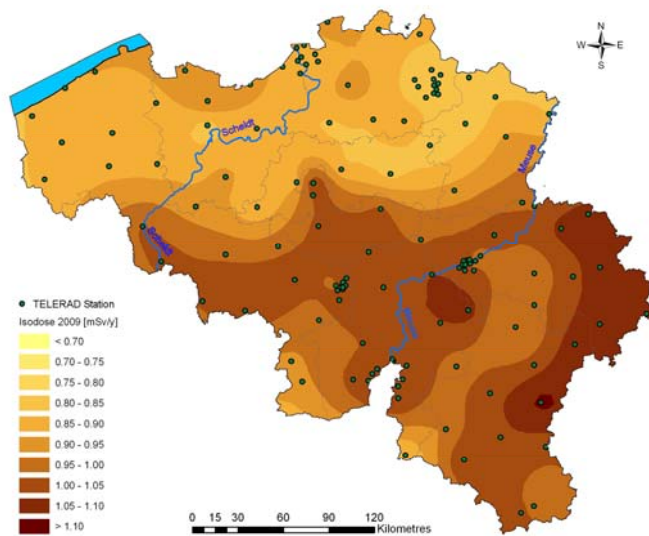 N
W E
S
Scheldt
Meuse
Scheldt
TELERAD Station
Isodose 2009 [mSv/y]
< 0.70
0.70 - 0.75
0.75 - 0.80
0.80 - 0.85
0.85 - 0.90
0.90 - 0.95
0.95 - 1.00
1.00 - 1.05
1.05 - 1.10
> 1.10
0 15 30 60 90 120
Kilometres